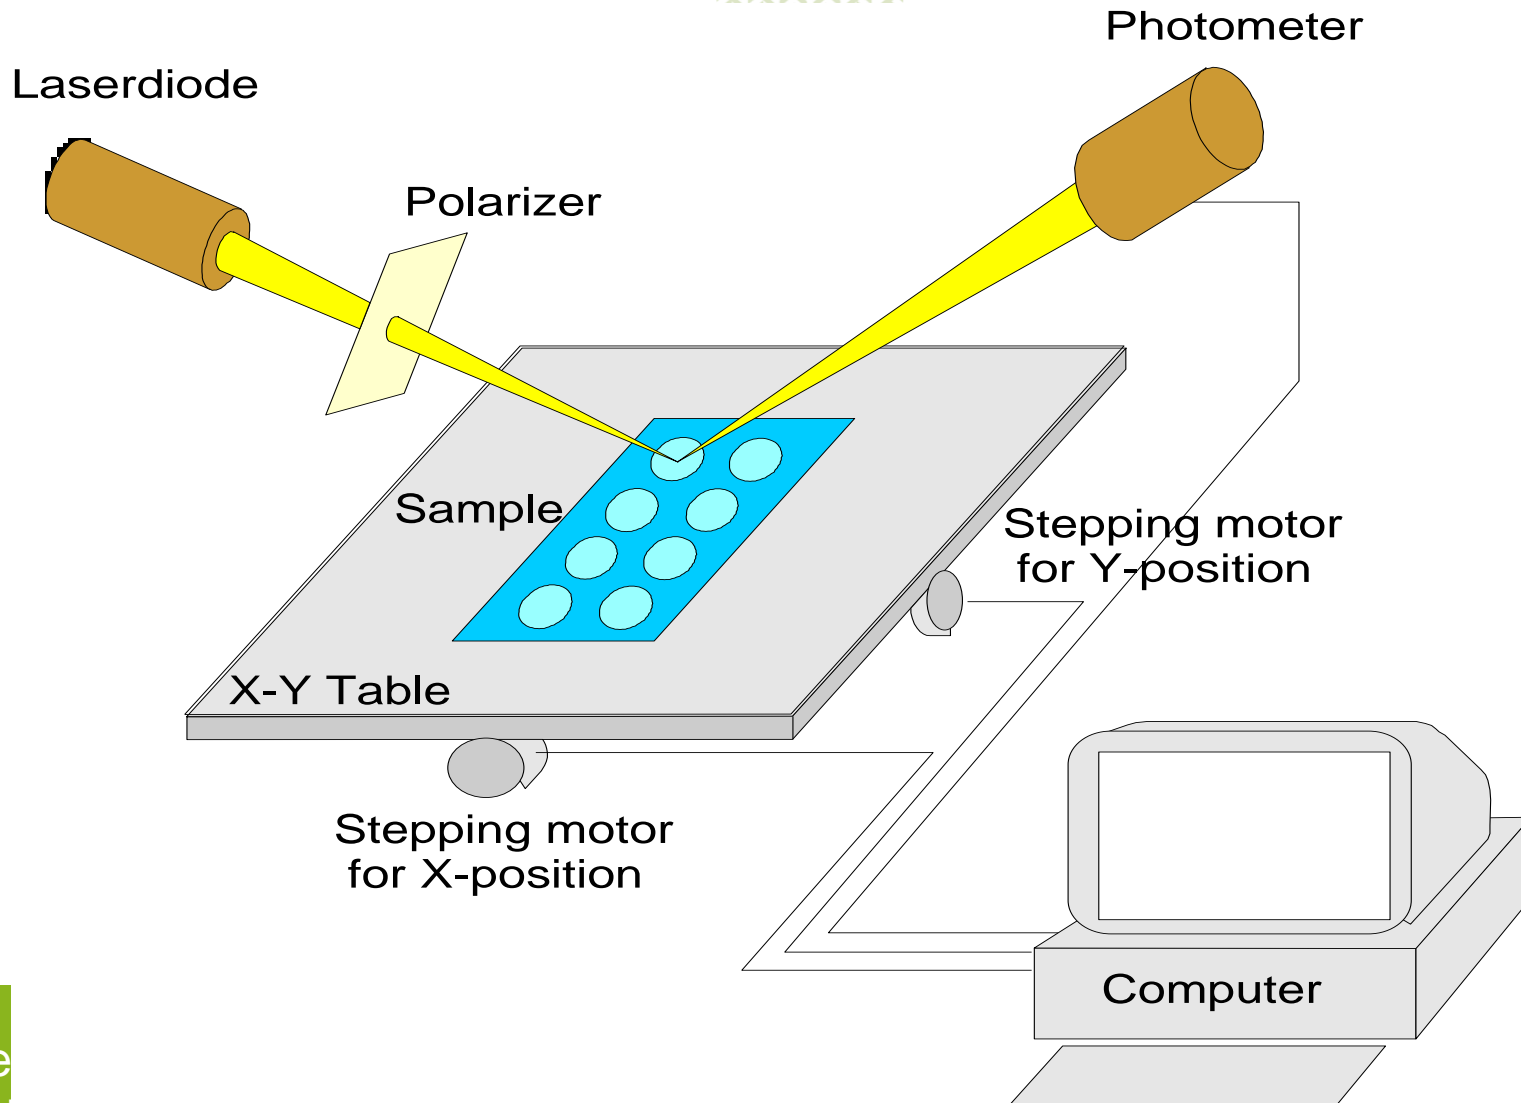 Photometer
Laserdiode
Polarizer
Sample
Stepping motor
for Y-position
X-Y Table
Stepping motor
for X-position
Computer
e